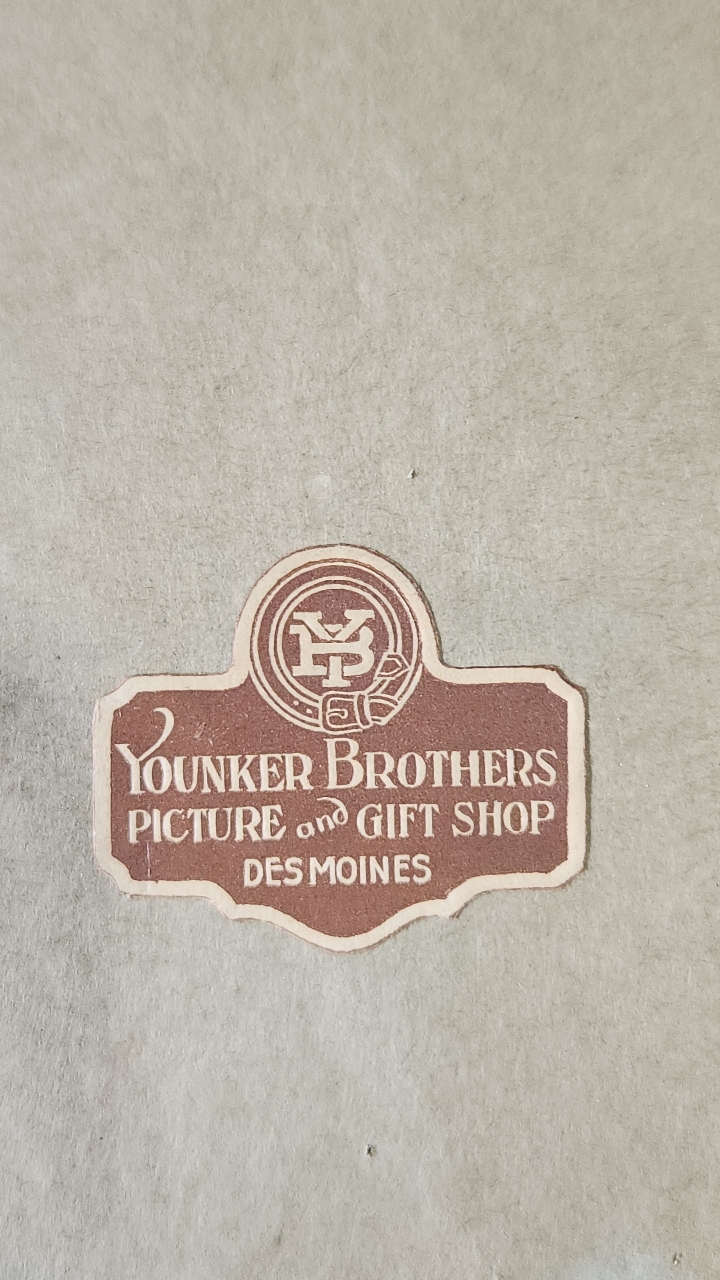 YB
YOUNKER BROTHERS
PICTURE and GIFT SHOP
DES MOINES